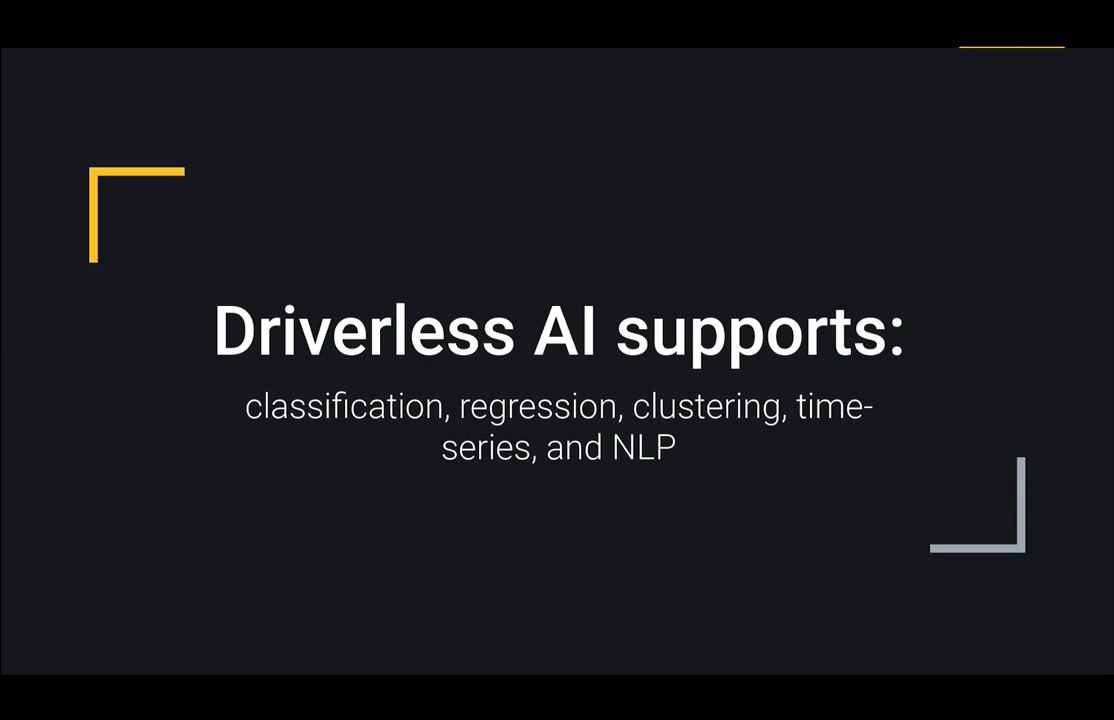 Driverless AI supports:
classification, regression, clustering, time-
series, and NLP